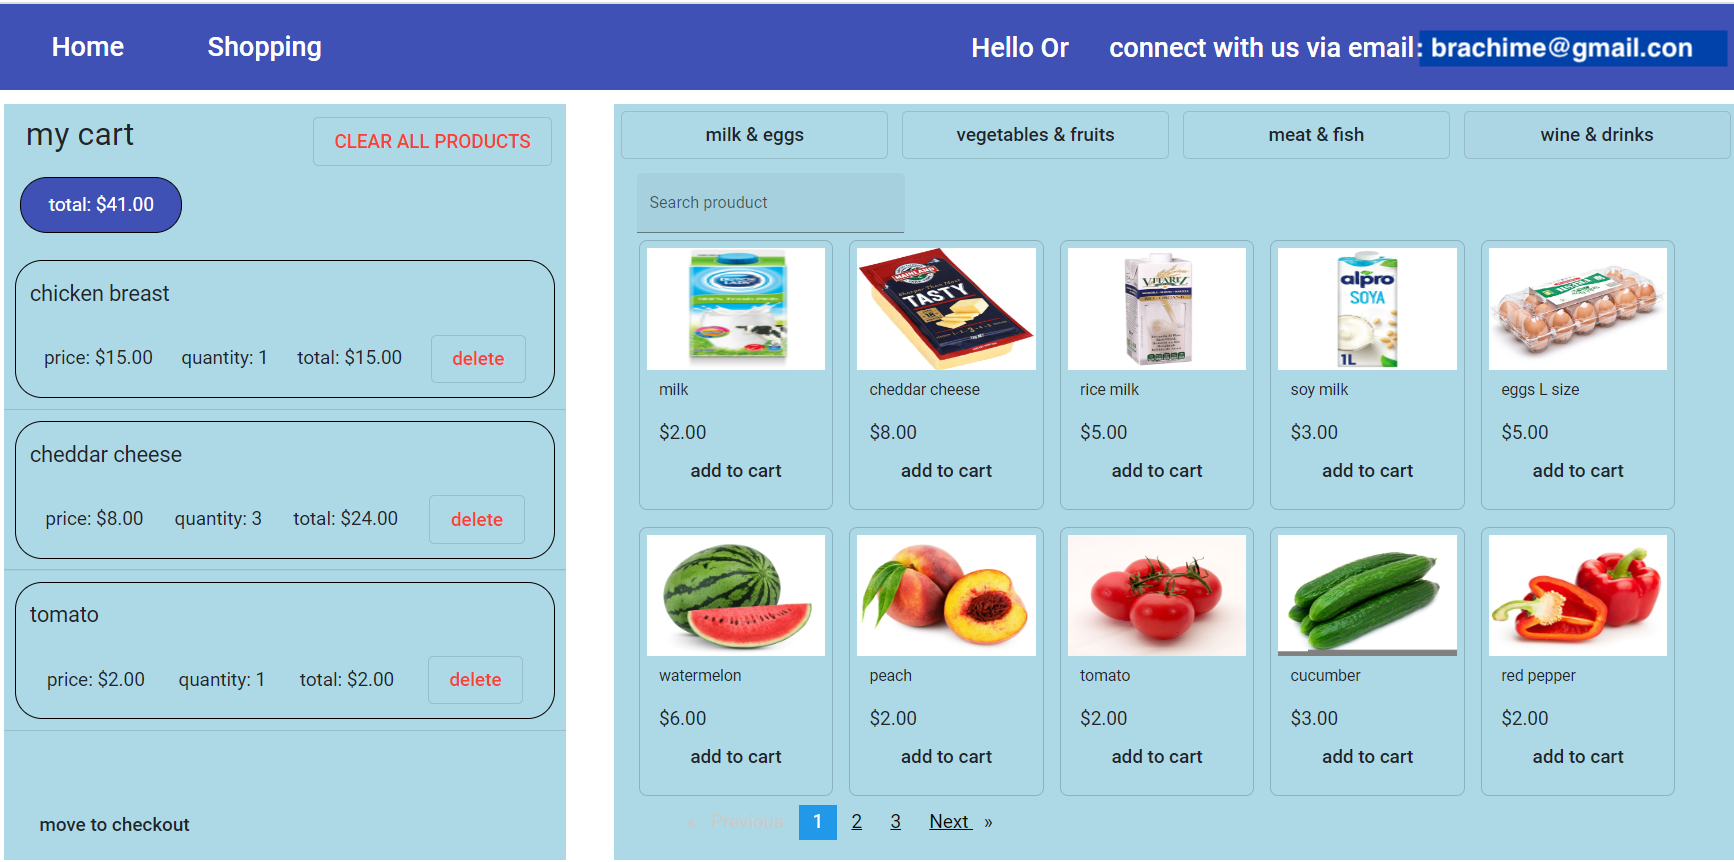 Home Shopping Hello Or connect with us via email: brachime@gmail.con
my cart
CLEAR ALL PRODUCTS
total: $41.00
chicken breast
price: $15.00 quantity: 1 total: $15.00 delete
cheddar cheese
price: $8.00 quantity: 3 total: $24.00 delete
tomato
price: $2.00 quantity: 1 total: $2.00 delete
move to checkout
milk & eggs vegetables & fruits meat & fish wine & drinks
Search prouduct
MAINLAND
TASTY
VITARIZ
alpro
SOYA
1L
milk cheddar cheese rice milk soy milk eggs L size
$2.00 $8.00 $5.00 $3.00 $5.00
add to cart add to cart add to cart add to cart add to cart
watermelon peach tomato cucumber red pepper
$6.00 $2.00 $2.00 $3.00 $2.00
add to cart add to cart add to cart add to cart add to cart
« Previous 1 2 3 Next »